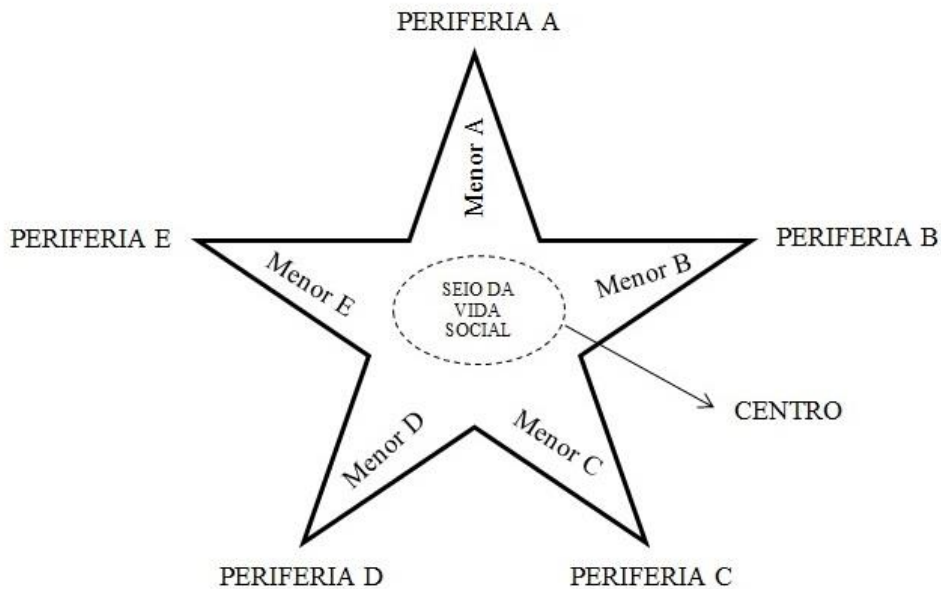 PERIFERIA A
Menor A
PERIFERIA E
PERIFERIA B
Menor E
Menor B
SEIO DA
VIDA
SOCIAL
CENTRO
Menor D
Menor C
PERIFERIA D
PERIFERIA C